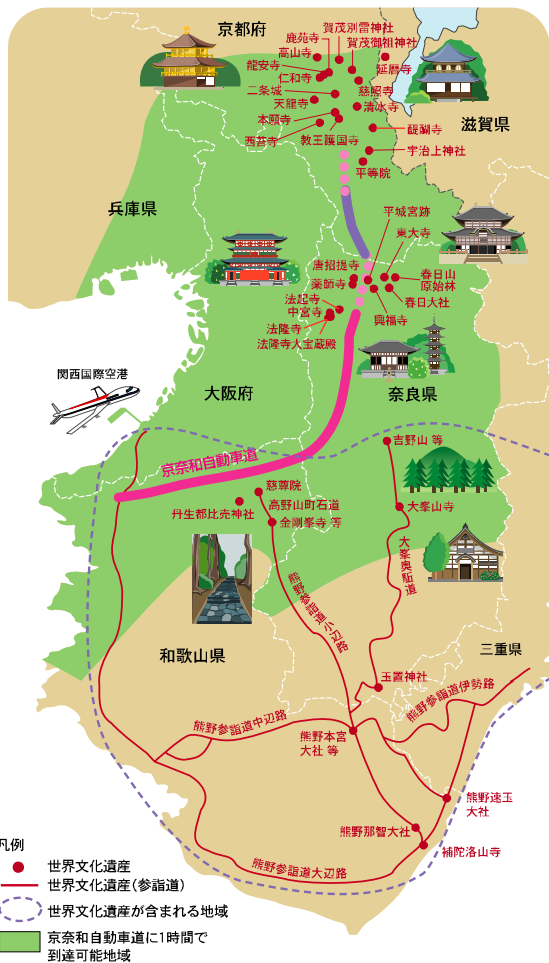 京都府
賀茂別雷神社
鹿苑寺
賀茂御祖神社
高山寺
龍安寺
延暦寺
仁和寺
二条城
慈照寺
天龍寺
清水寺
滋賀県
本願寺
醍醐寺
西芳寺
教王護国寺
宇治上神社
平等院
兵庫県
平城宮跡
東大寺
唐招提寺
春日山
原始林
薬師寺
法起寺
春日大社
中宮寺
興福寺
法隆寺
法隆寺大宝蔵殿
関西国際空港
大阪府
奈良県
吉野山 等
京奈和自動車道
慈尊院
高野山町石道
丹生都比売神社
金剛峯寺 等
大峯山寺
大峯奥駈道
熊野参詣道小辺路
和歌山県
三重県
玉置神社
熊野参詣道伊勢路
熊野参詣道中辺路
熊野本宮
大社 等
熊野速玉
大社
熊野那智大社
補陀洛山寺
熊野参詣道大辺路
凡例
世界文化遺産
世界文化遺産(参詣道)
世界文化遺産が含まれる地域
京奈和自動車道に1時間で
到達可能地域